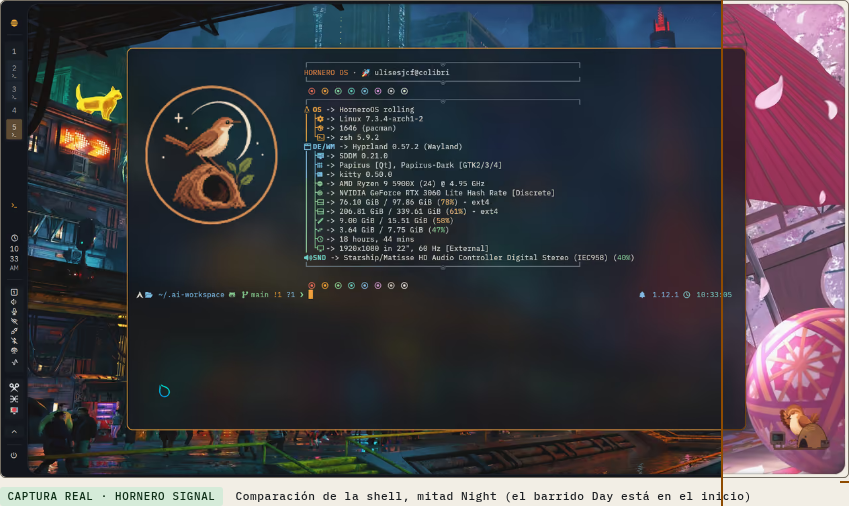 1
2
3
4
5
10
33
AM
HORNERO OS · ulisesjcf@colibri
OS -> HorneroOS rolling
-> Linux 7.3.4-arch1-2
-> 1646 (pacman)
-> zsh 5.9.2
DE/WM -> Hyprland 0.57.2 (Wayland)
-> SDDM 0.21.0
-> Papirus [Qt], Papirus-Dark [GTK2/3/4]
-> kitty 0.50.0
-> AMD Ryzen 9 5900X (24) @ 4.95 GHz
-> NVIDIA GeForce RTX 3060 Lite Hash Rate [Discrete]
-> 76.10 GiB / 97.86 GiB (78%) - ext4
-> 206.81 GiB / 339.61 GiB (61%) - ext4
-> 9.00 GiB / 15.51 GiB (58%)
-> 3.64 GiB / 7.75 GiB (47%)
-> 18 hours, 44 mins
-> 1920x1080 in 22", 60 Hz [External]
SND -> Starship/Matisse HD Audio Controller Digital Stereo (IEC958) (40%)
~/.ai-workspace main !1 ?1 ❯ 1.12.1 10:33:05
CAPTURA REAL · HORNERO SIGNAL Comparación de la shell, mitad Night (el barrido Day está en el inicio)